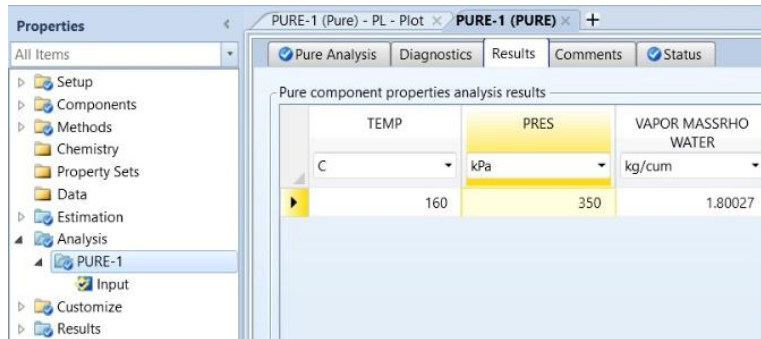 Properties
All Items
Setup
Components
Methods
Chemistry
Property Sets
Data
Estimation
Analysis
PURE-1
Input
Customize
Results
PURE-1 (Pure) - PL - Plot PURE-1 (PURE) +
Pure Analysis Diagnostics Results Comments Status
Pure component properties analysis results
TEMP PRES VAPOR MASSRHO
WATER
C kPa kg/cum
160 350 1.80027